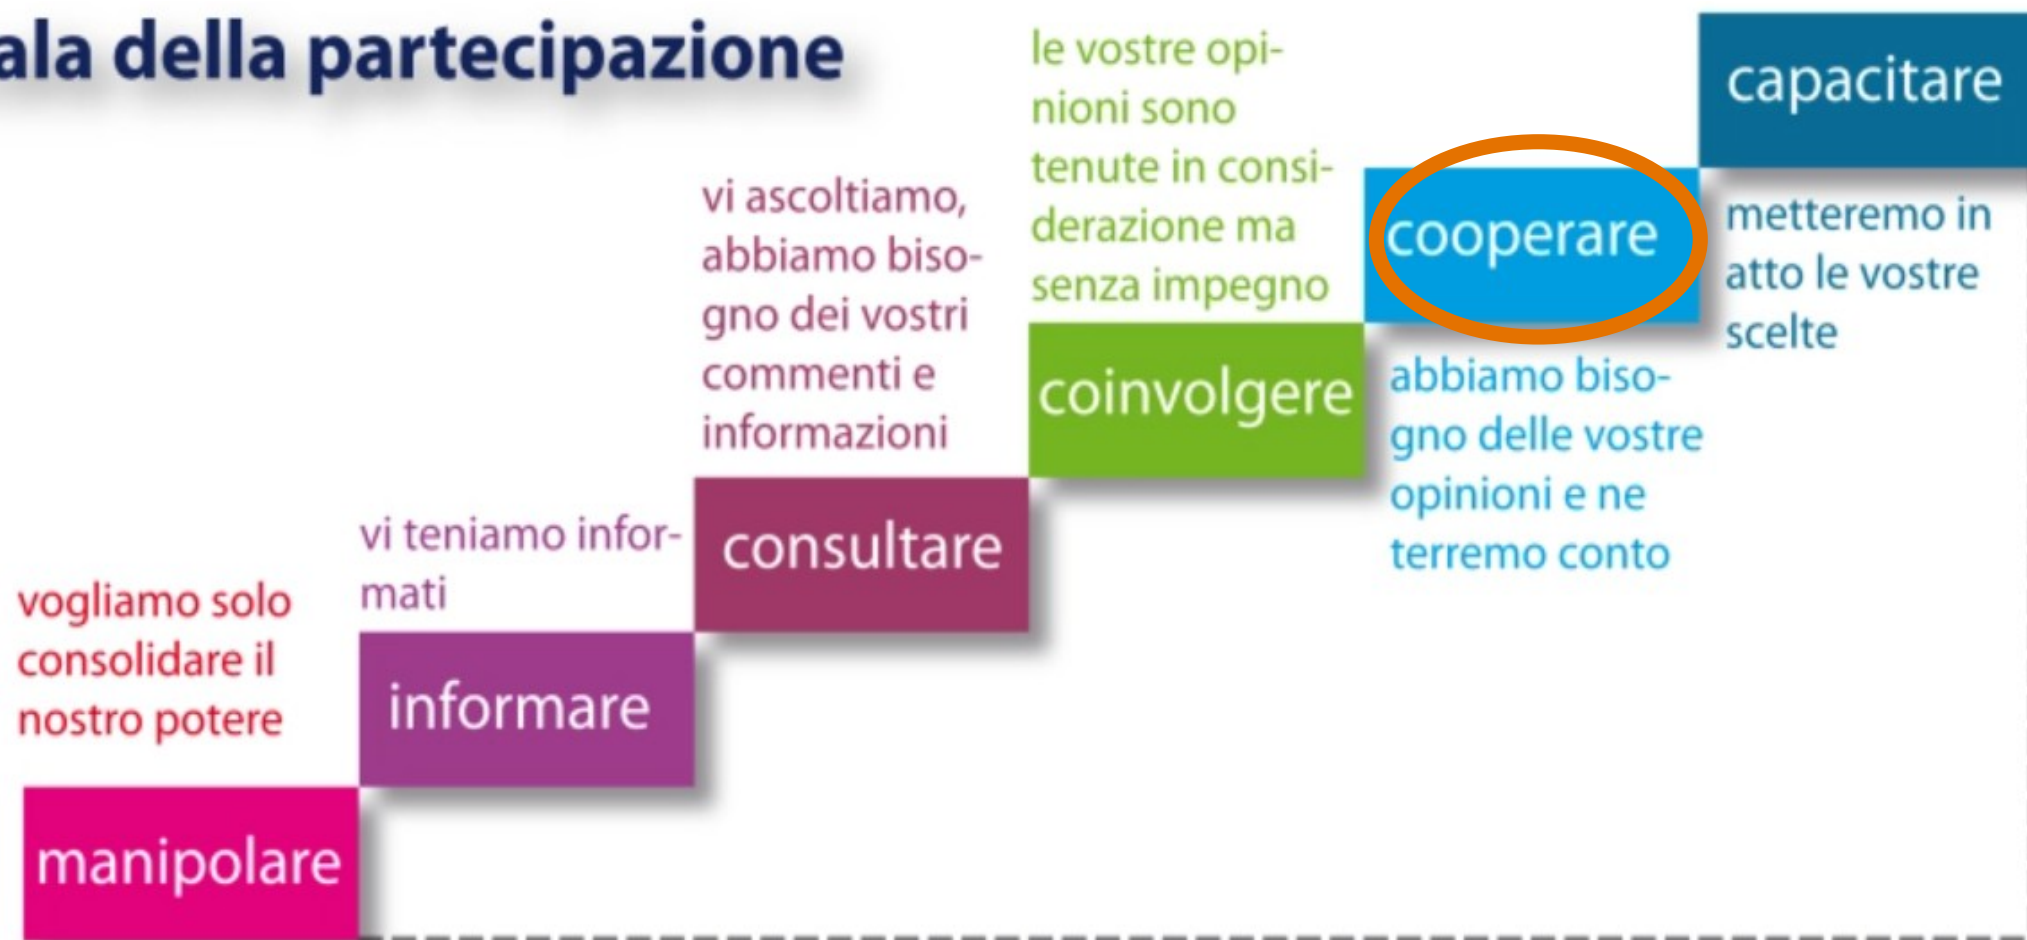 ala della partecipazione
vogliamo solo
consolidare il
nostro potere
manipolare
vi teniamo infor-
mati
informare
vi ascoltiamo,
abbiamo biso-
gno dei vostri
commenti e
informazioni
consultare
le vostre opi-
nioni sono
tenute in consi-
derazione ma
senza impegno
coinvolgere
cooperare
abbiamo biso-
gno delle vostre
opinioni e ne
terremo conto
capacitare
metteremo in
atto le vostre
scelte